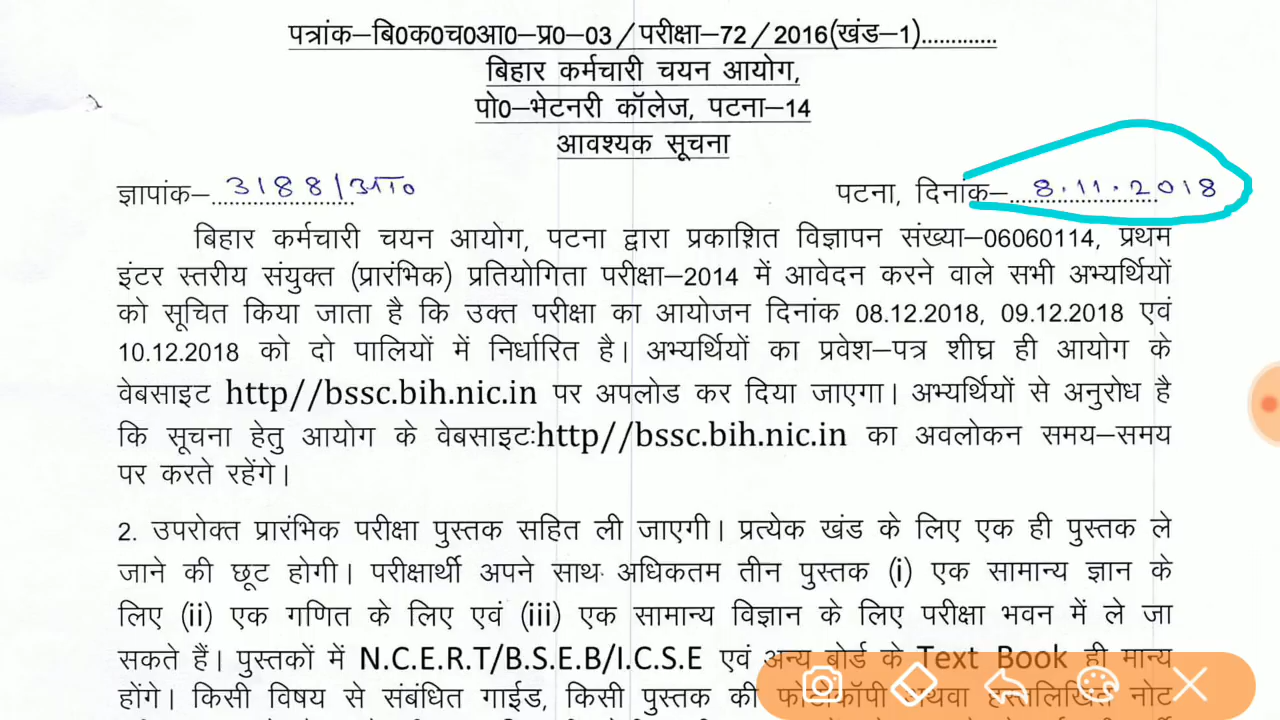 पत्रांक–बि0क0च0आ0–प्र0–03/परीक्षा–72/2016(खंड–1).............
बिहार कर्मचारी चयन आयोग,
पो0–भेटनरी कॉलेज, पटना–14
आवश्यक सूचना
ज्ञापांक–3188/आ0 पटना, दिनांक–8.11.2018
बिहार कर्मचारी चयन आयोग, पटना द्वारा प्रकाशित विज्ञापन संख्या–06060114, प्रथम
इंटर स्तरीय संयुक्त (प्रारंभिक) प्रतियोगिता परीक्षा–2014 में आवेदन करने वाले सभी अभ्यर्थियों
को सूचित किया जाता है कि उक्त परीक्षा का आयोजन दिनांक 08.12.2018, 09.12.2018 एवं
10.12.2018 को दो पालियों में निर्धारित है। अभ्यर्थियों का प्रवेश–पत्र शीघ्र ही आयोग के
वेबसाइट http//bssc.bih.nic.in पर अपलोड कर दिया जाएगा। अभ्यर्थियों से अनुरोध है
कि सूचना हेतु आयोग के वेबसाइटःhttp//bssc.bih.nic.in का अवलोकन समय–समय
पर करते रहेंगे।
2. उपरोक्त प्रारंभिक परीक्षा पुस्तक सहित ली जाएगी। प्रत्येक खंड के लिए एक ही पुस्तक ले
जाने की छूट होगी। परीक्षार्थी अपने साथ अधिकतम तीन पुस्तक (i) एक सामान्य ज्ञान के
लिए (ii) एक गणित के लिए एवं (iii) एक सामान्य विज्ञान के लिए परीक्षा भवन में ले जा
सकते हैं। पुस्तकों में N.C.E.R.T/B.S.E.B/I.C.S.E एवं अन्य बोर्ड के Text Book ही मान्य
होंगे। किसी विषय से संबंधित गाईड, किसी पुस्तक की फोटोकॉपी अथवा हस्तलिखित नोट